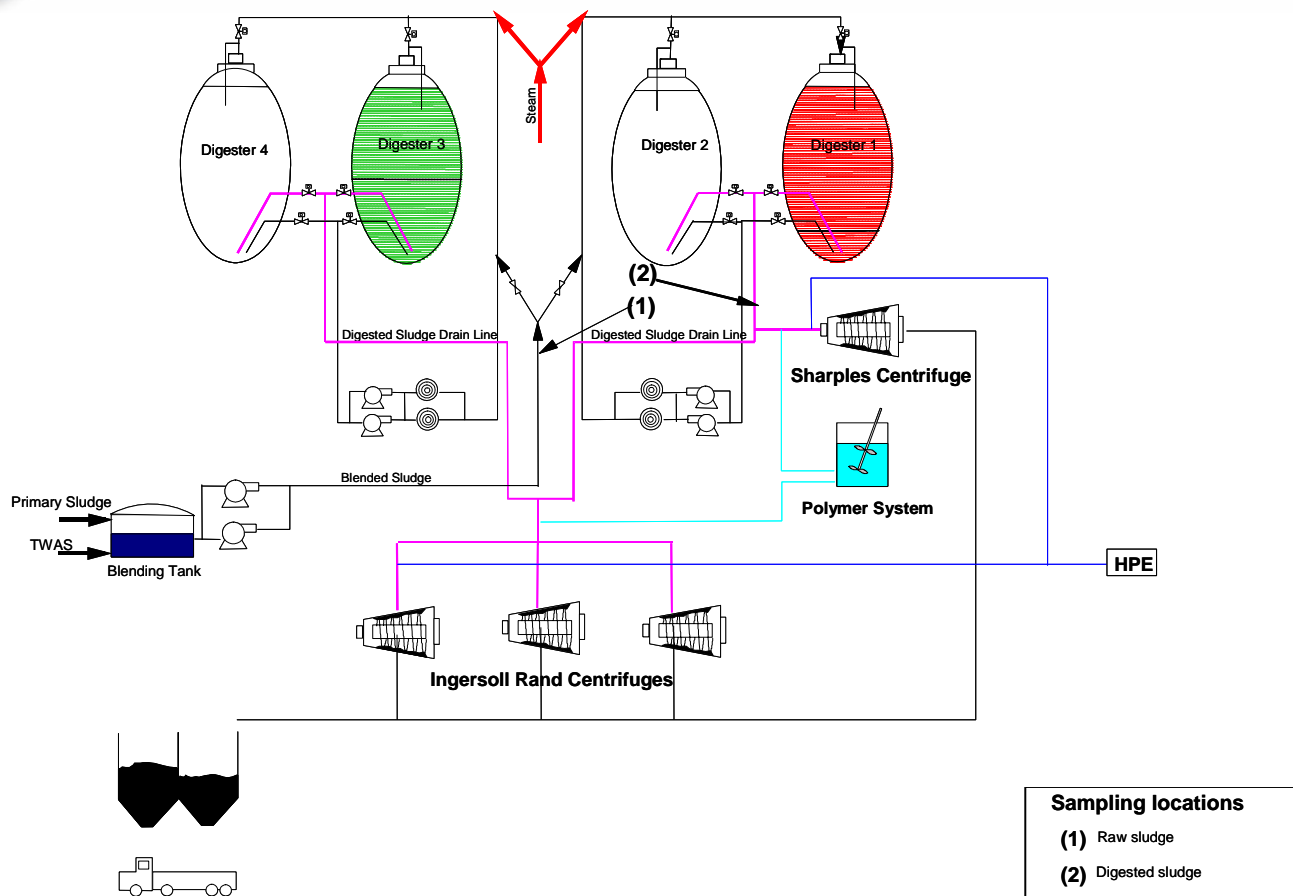 Steam
Digester 4
Digester 3
Digester 2
Digester 1
(2)
(1)
Digested Sludge Drain Line
Digested Sludge Drain Line
Sharples Centrifuge
Blended Sludge
Primary Sludge
TWAS
Blending Tank
Polymer System
HPE
Ingersoll Rand Centrifuges
Sampling locations
(1) Raw sludge
(2) Digested sludge